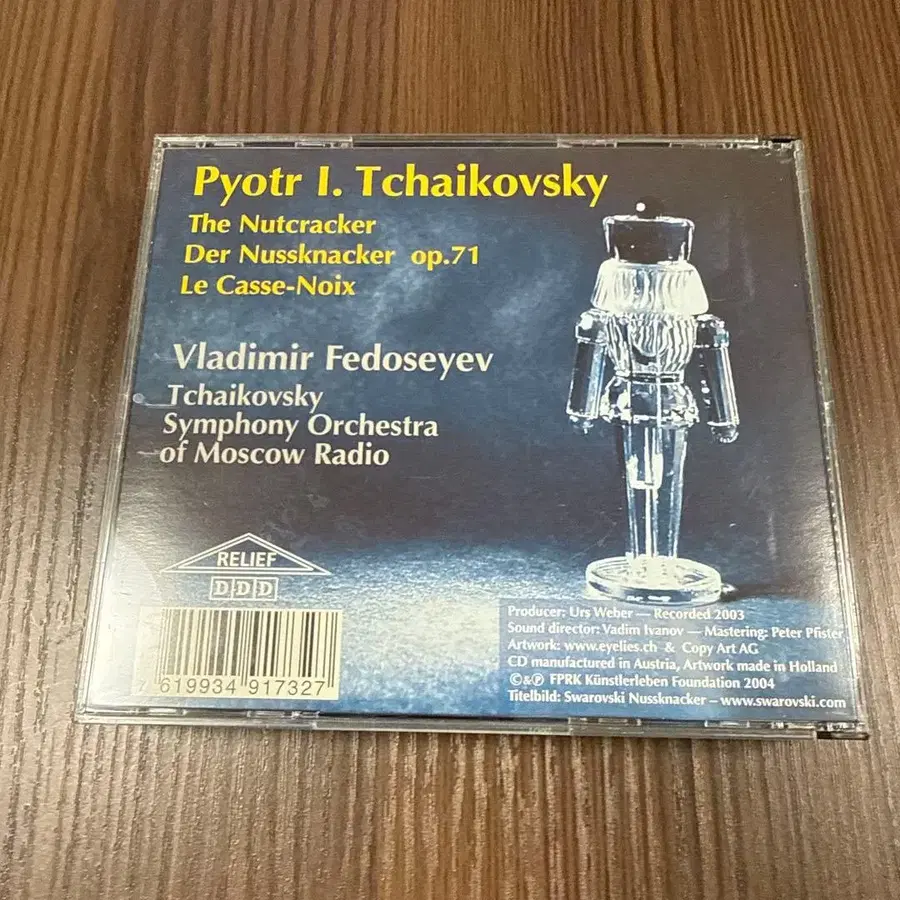 Pyotr I. Tchaikovsky
The Nutcracker
Der Nussknacker op.71
Le Casse-Noix
Vladimir Fedoseyev
Tchaikovsky
Symphony Orchestra
of Moscow Radio
RELIEF
DDD
7 619934 917327
Producer: Urs Weber — Recorded 2003
Sound director: Vadim Ivanov — Mastering: Peter Pfister
Artwork: www.eyelies.ch & Copy Art AG
CD manufactured in Austria, Artwork made in Holland
©&℗ FPRK Künstlerleben Foundation 2004
Titelbild: Swarovski Nussknacker – www.swarovski.com